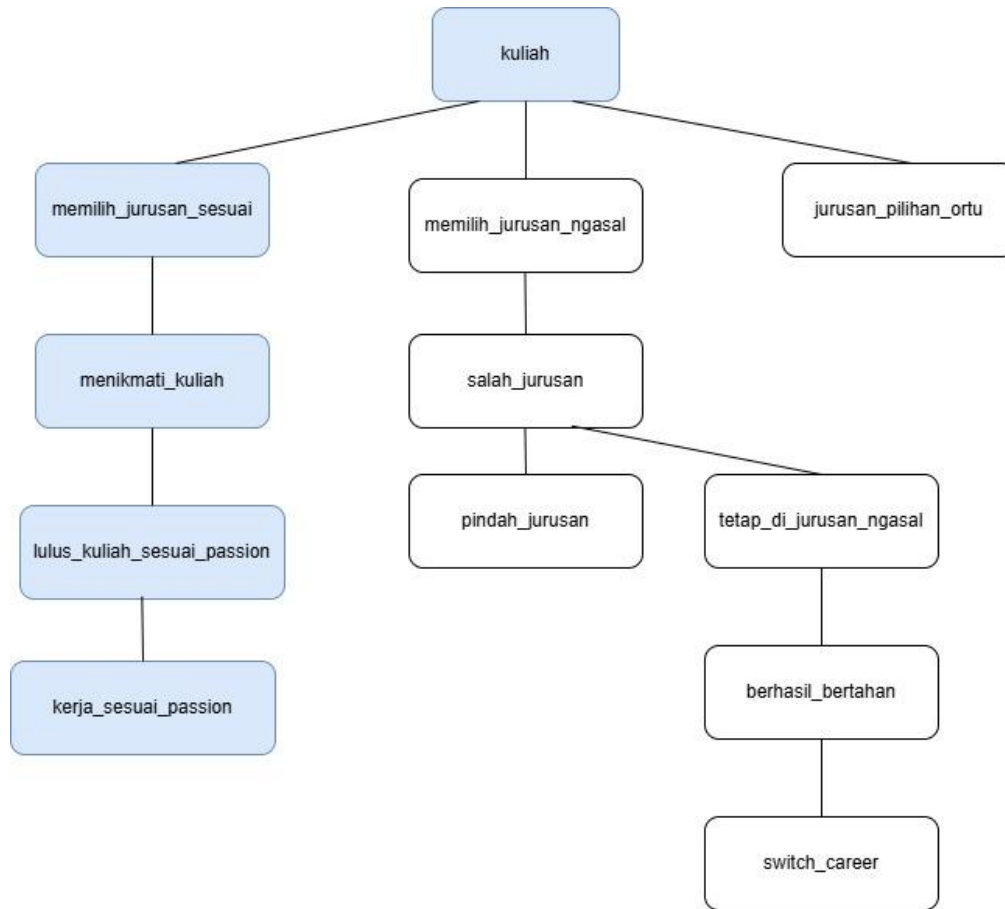 kuliah
memilih_jurusan_sesuai
memilih_jurusan_ngasal
jurusan_pilihan_ortu
menikmati_kuliah
salah_jurusan
lulus_kuliah_sesuai_passion
pindah_jurusan
tetap_di_jurusan_ngasal
kerja_sesuai_passion
berhasil_bertahan
switch_career